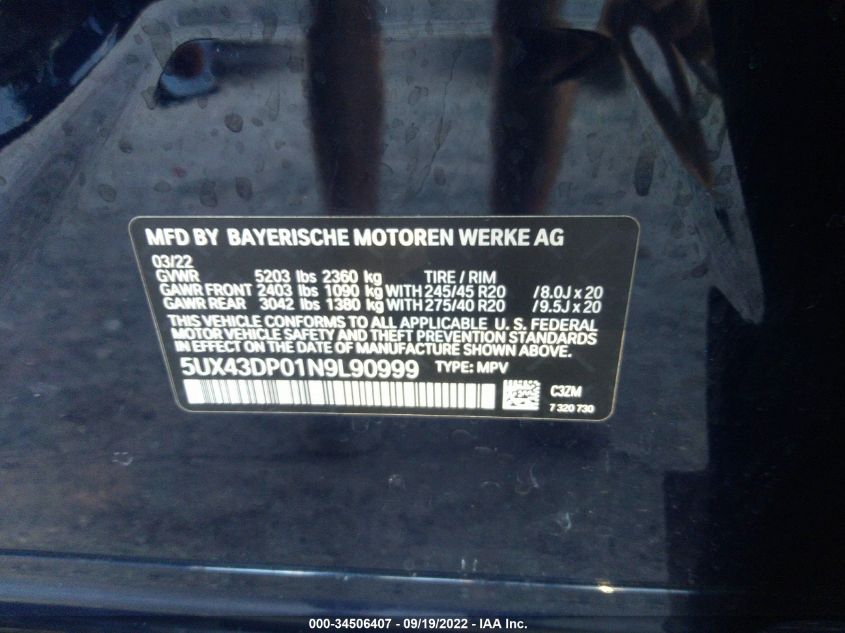 MFD BY BAYERISCHE MOTOREN WERKE AG
03/22
GVWR 5203 lbs 2360 kg TIRE / RIM
GAWR FRONT 2403 lbs 1090 kg WITH 245/45 R20 / 8.0J x 20
GAWR REAR 3042 lbs 1380 kg WITH 275/40 R20 / 9.5J x 20
THIS VEHICLE CONFORMS TO ALL APPLICABLE U. S. FEDERAL
MOTOR VEHICLE SAFETY AND THEFT PREVENTION STANDARDS
IN EFFECT ON THE DATE OF MANUFACTURE SHOWN ABOVE.
5UX43DP01N9L90999 TYPE: MPV
C3ZM
7 320 730
000-34506407 - 09/19/2022 - IAA Inc.